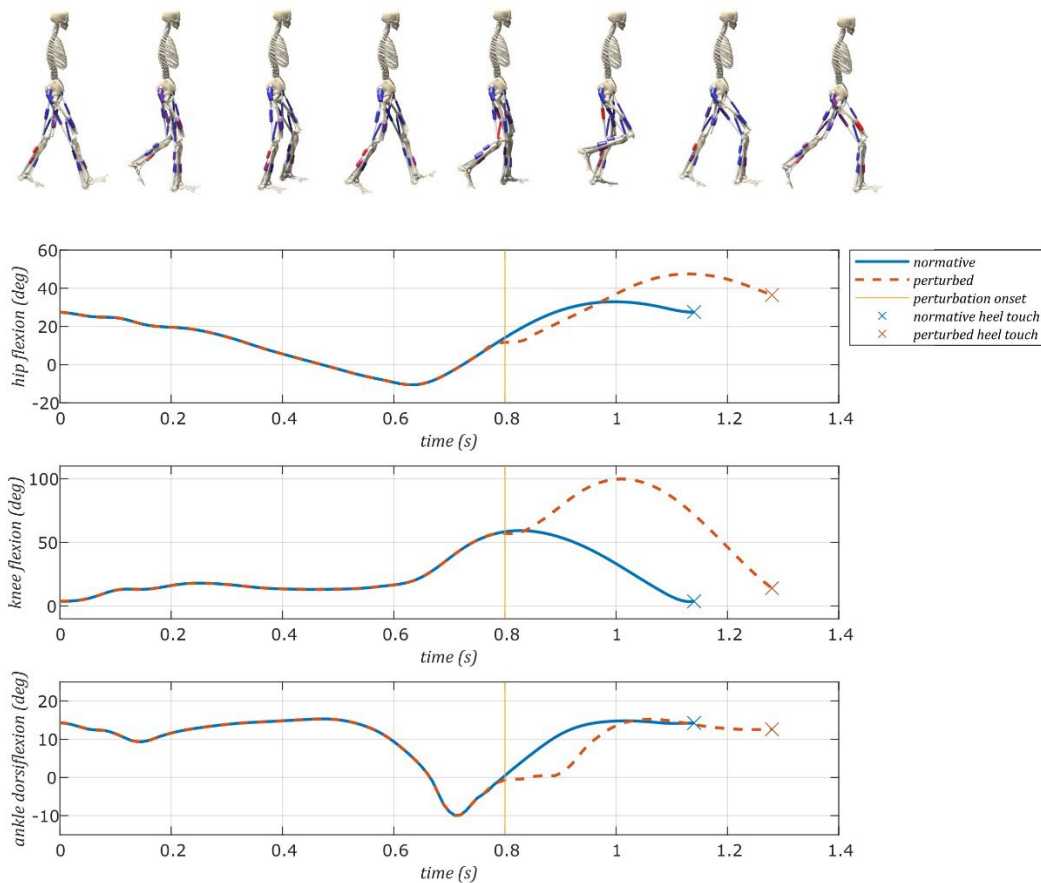 60
40
20
0
-20
hip flexion (deg)
0 0.2 0.4 0.6 0.8 1 1.2 1.4
time (s)
normative
perturbed
perturbation onset
normative heel touch
perturbed heel touch
100
50
0
knee flexion (deg)
0 0.2 0.4 0.6 0.8 1 1.2 1.4
time (s)
20
10
0
-10
ankle dorsiflexion (deg)
0 0.2 0.4 0.6 0.8 1 1.2 1.4
time (s)